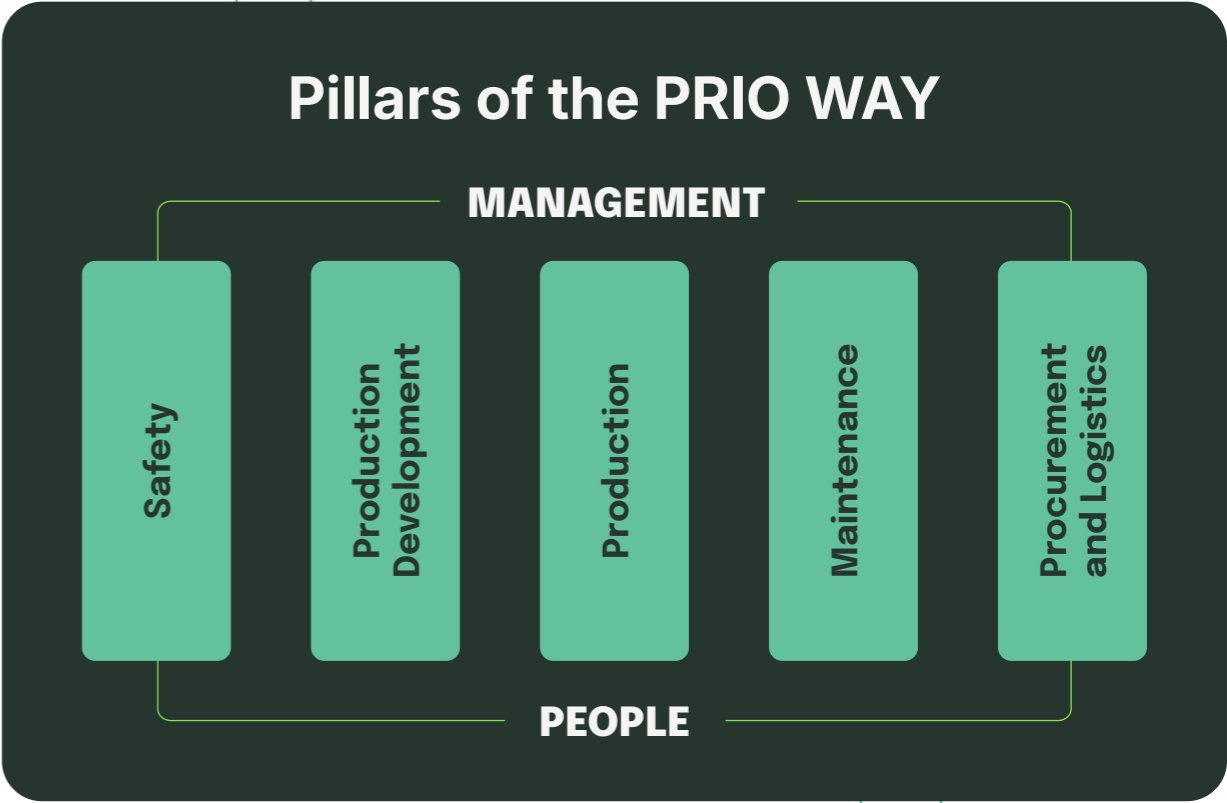 Pillars of the PRIO WAY
MANAGEMENT
Safety
Production
Development
Production
Maintenance
Procurement
and Logistics
PEOPLE